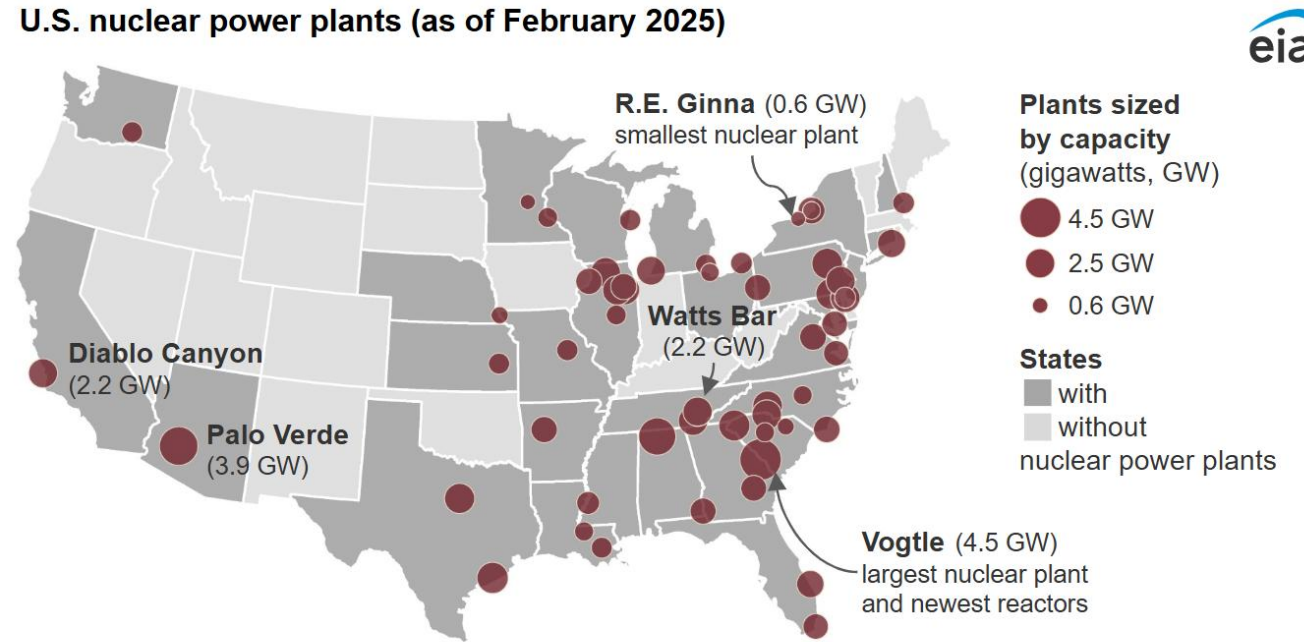 U.S. nuclear power plants (as of February 2025)
eia
R.E. Ginna (0.6 GW)
smallest nuclear plant
Plants sized
by capacity
(gigawatts, GW)
4.5 GW
2.5 GW
0.6 GW
States
with
without
nuclear power plants
Watts Bar
(2.2 GW)
Diablo Canyon
(2.2 GW)
Palo Verde
(3.9 GW)
Vogtle (4.5 GW)
largest nuclear plant
and newest reactors